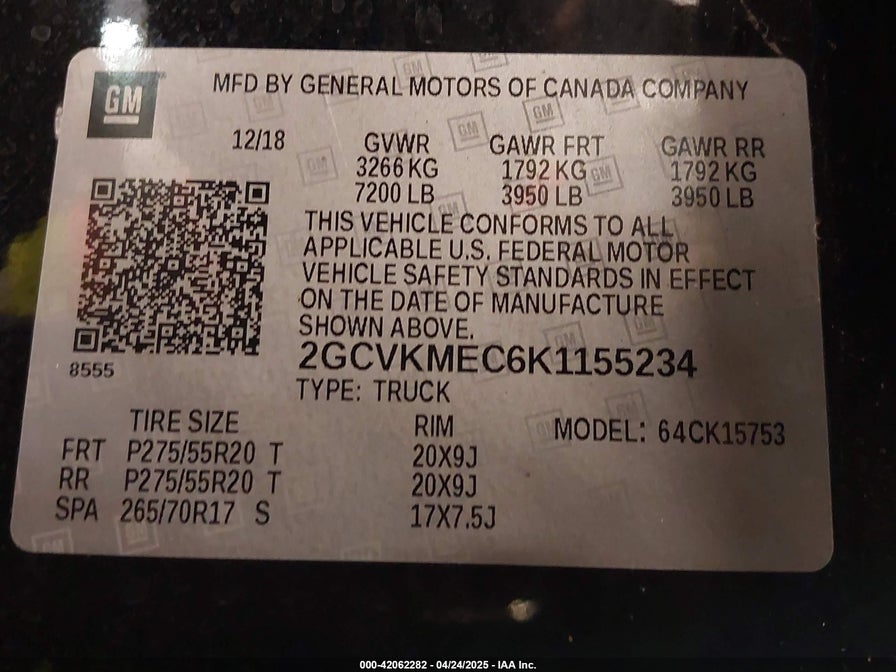 GM
MFD BY GENERAL MOTORS OF CANADA COMPANY
12/18 GVWR GAWR FRT GAWR RR
3266 KG 1792 KG 1792 KG
7200 LB 3950 LB 3950 LB
THIS VEHICLE CONFORMS TO ALL
APPLICABLE U.S. FEDERAL MOTOR
VEHICLE SAFETY STANDARDS IN EFFECT
ON THE DATE OF MANUFACTURE
SHOWN ABOVE.
2GCVKMEC6K1155234
8555
TYPE: TRUCK
TIRE SIZE RIM MODEL: 64CK15753
FRT P275/55R20 T 20X9J
RR P275/55R20 T 20X9J
SPA 265/70R17 S 17X7.5J
000-42062282 - 04/24/2025 - IAA Inc.